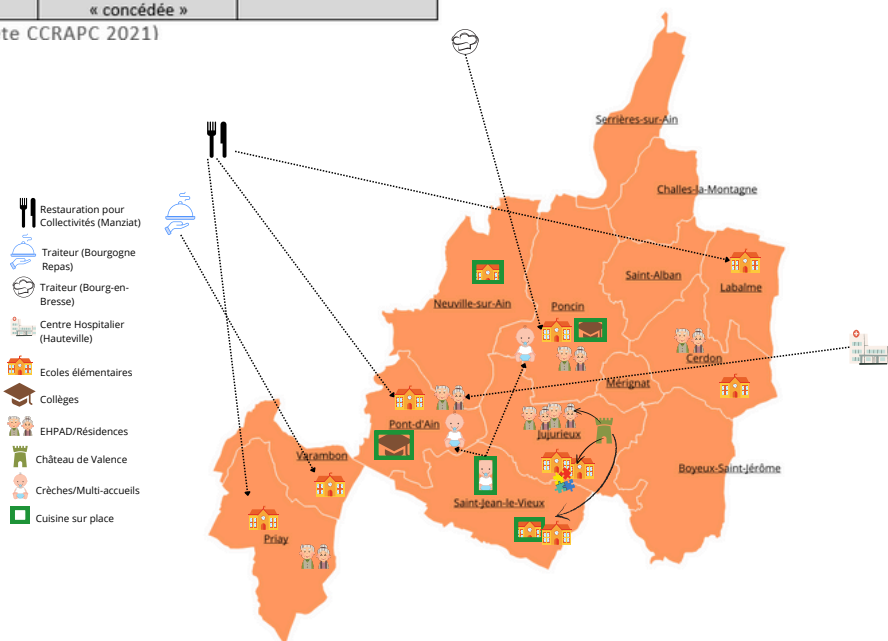 « concédée »
te CCRAPC 2021)
Serrières-sur-Ain
Challes-la-Montagne
Restauration pour
Collectivités (Manziat)
Traiteur (Bourgogne
Repas)
Traiteur (Bourg-en-
Bresse)
Centre Hospitalier
(Hauteville)
Ecoles élémentaires
Collèges
EHPAD/Résidences
Château de Valence
Crèches/Multi-accueils
Cuisine sur place
Saint-Alban
Labalme
Neuville-sur-Ain
Poncin
Cerdon
Mérignat
Pont-d'Ain
Jujurieux
Varambon
Boyeux-Saint-Jérôme
Saint-Jean-le-Vieux
Priay